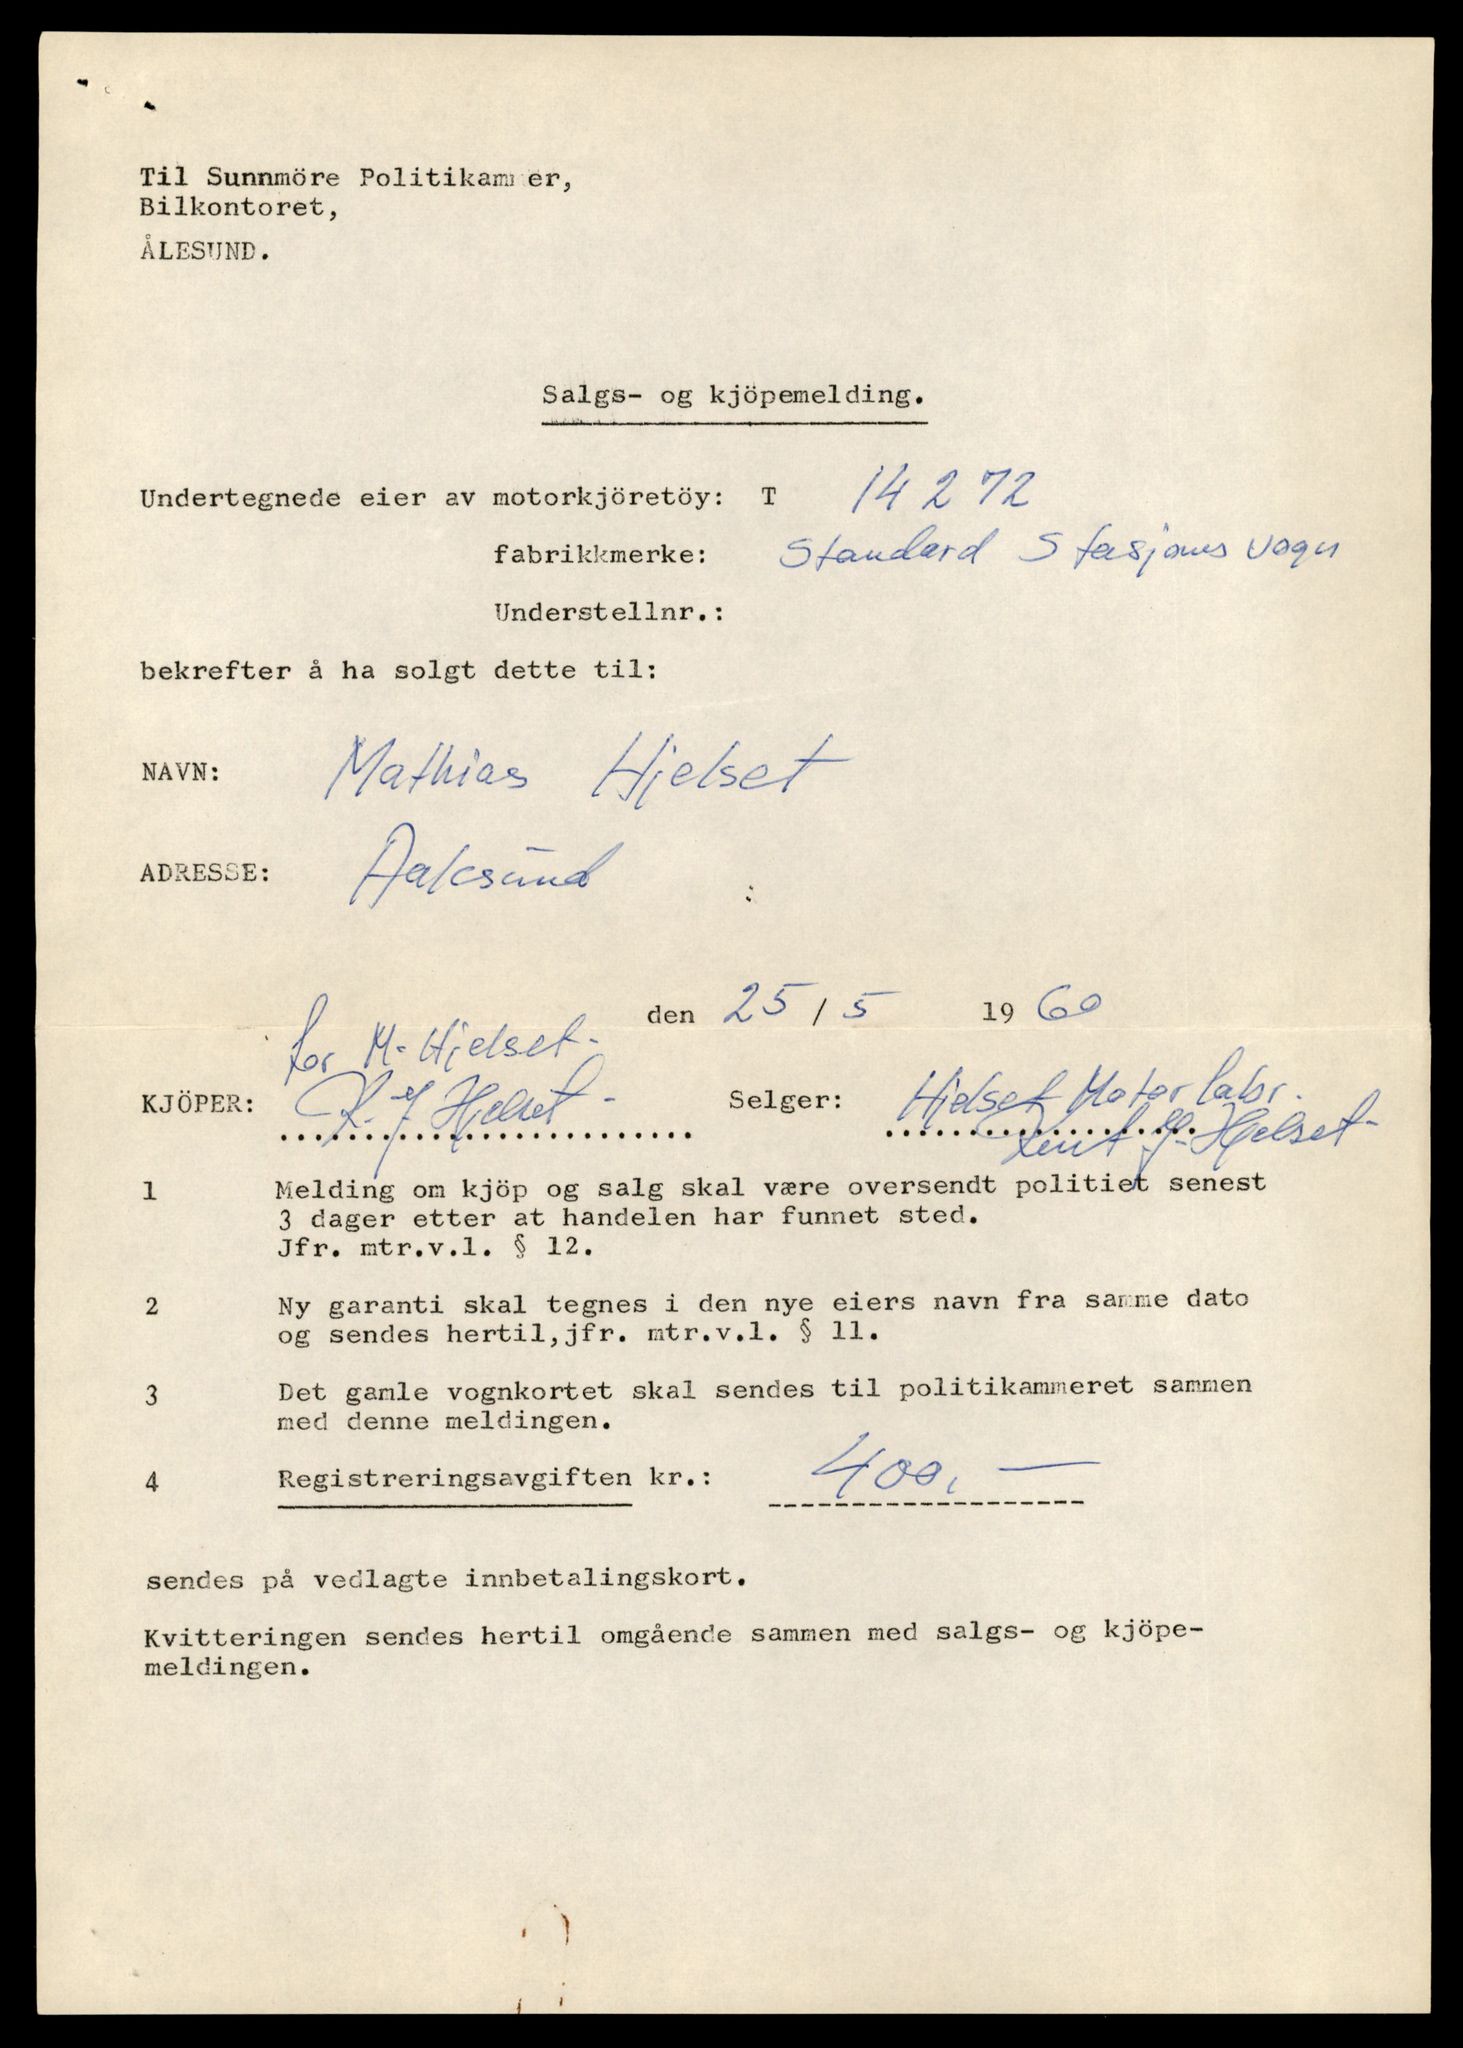 Til Sunnmöre Politikammer,
Bilkontoret,
ÅLESUND.
Salgs- og kjöpemelding.
Undertegnede eier av motorkjöretöy: T 14272
fabrikkmerke: Standard Stasjons vogn
Understellnr.:
bekrefter å ha solgt dette til:
NAVN: Mathias Hjelset
ADRESSE: Aalesund
:
den 25/5 1960
for M. Hjelset.
KJÖPER: K. J Hjelset - Selger: Hjelset Motorfabr.
Knut J. Hjelset-
1 Melding om kjöp og salg skal være oversendt politiet senest
3 dager etter at handelen har funnet sted.
Jfr. mtr.v.l. § 12.
2 Ny garanti skal tegnes i den nye eiers navn fra samme dato
og sendes hertil,jfr. mtr.v.l. § 11.
3 Det gamle vognkortet skal sendes til politikammeret sammen
med denne meldingen.
4 Registreringsavgiften kr.: 400,—
sendes på vedlagte innbetalingskort.
Kvitteringen sendes hertil omgående sammen med salgs- og kjöpe-
meldingen.